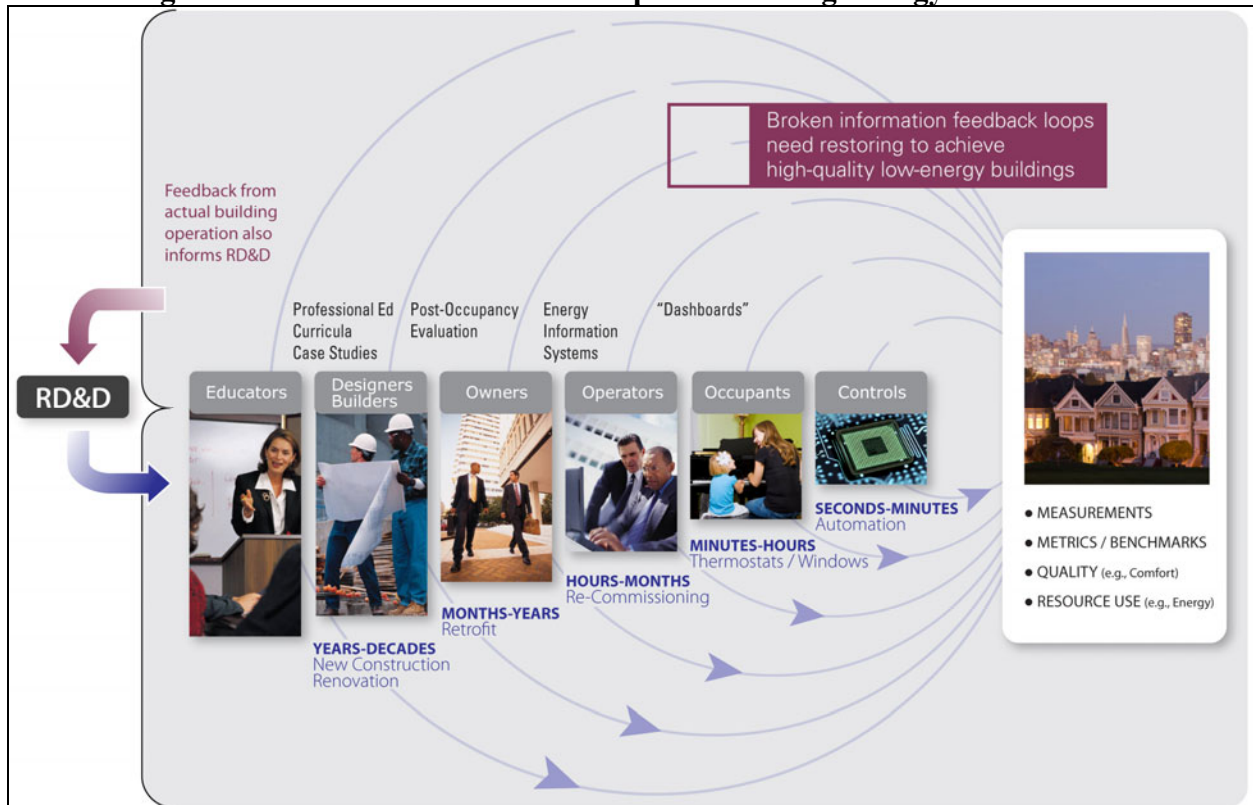 Broken information feedback loops
need restoring to achieve
high-quality low-energy buildings
Feedback from
actual building
operation also
informs RD&D
RD&D
Professional Ed
Curricula
Case Studies
Post-Occupancy
Evaluation
Energy
Information
Systems
“Dashboards”
Educators
Designers
Builders
Owners
Operators
Occupants
Controls
YEARS-DECADES
New Construction
Renovation
MONTHS-YEARS
Retrofit
HOURS-MONTHS
Re-Commissioning
MINUTES-HOURS
Thermostats / Windows
SECONDS-MINUTES
Automation
● MEASUREMENTS
● METRICS / BENCHMARKS
● QUALITY (e.g., Comfort)
● RESOURCE USE (e.g., Energy)